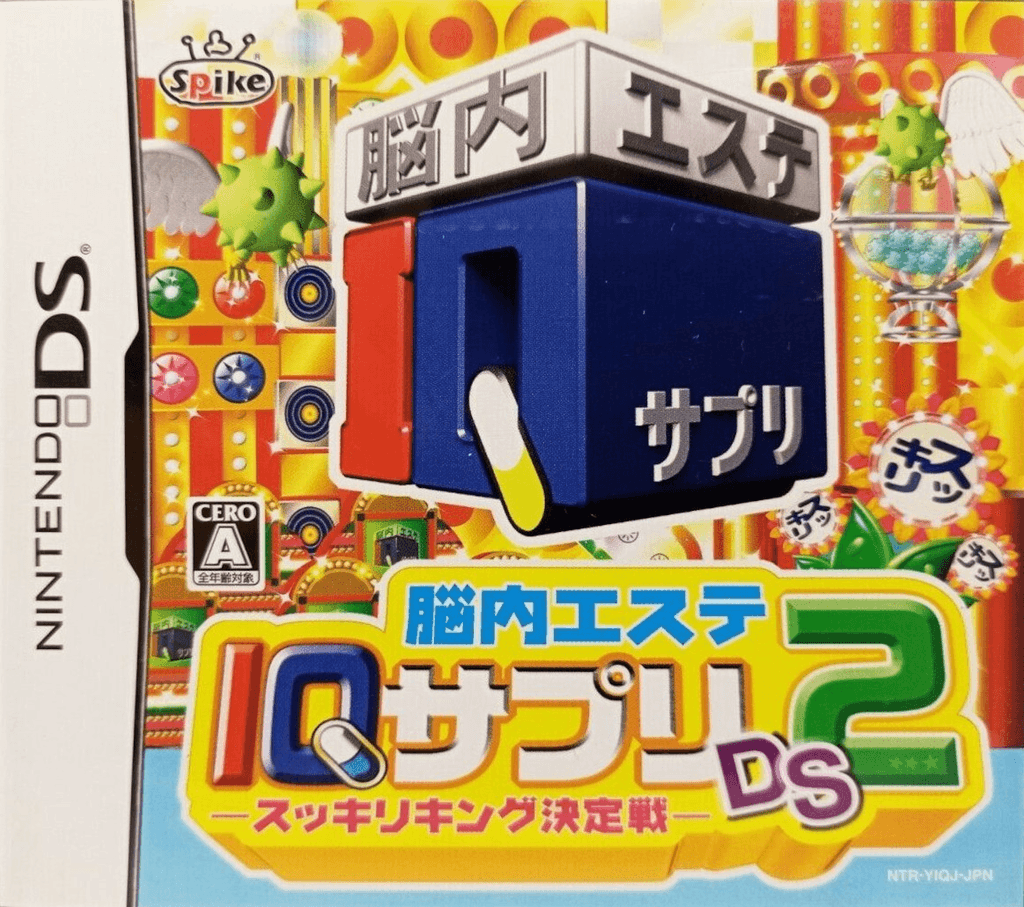 NINTENDO DS®
Spike®
脳内エステ
IQ
サプリ
スッキリ
スッキリ
スッキリ
CERO
A
全年齢対象
脳内エステ
IQサプリDS2
―スッキリキング決定戦―
NTR-YIQJ-JPN